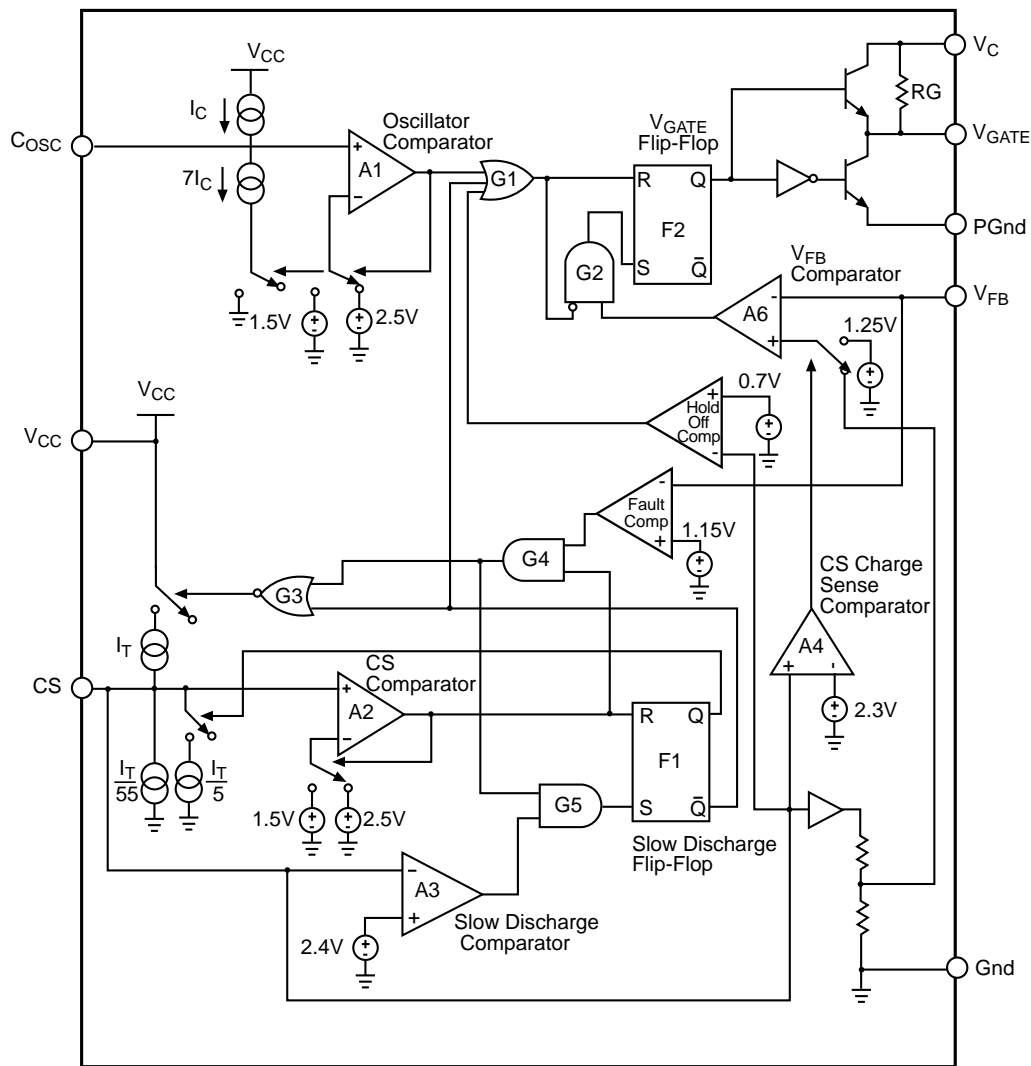 V_CC
V_C
I_C
RG
Oscillator
Comparator
V_GATE
Flip-Flop
C_OSC
V_GATE
+
A1
−
G1
R
Q
7I_C
F2
PGnd
G2
S
Q̅
V_FB
Comparator
-
A6
+
V_FB
1.5V
+
-
+
-
2.5V
1.25V
+
-
V_CC
0.7V
+
-
+
Hold
Off
Comp
-
V_CC
-
Fault
Comp
+
1.15V
+
-
G4
CS Charge
Sense
Comparator
G3
I_T
A4
+
-
CS
CS
Comparator
+
A2
−
R
Q
F1
S
Q̅
2.3V
+
-
I_T
55
I_T
5
1.5V
+
-
+
-
2.5V
G5
Slow Discharge
Flip-Flop
−
A3
+
2.4V
+
-
Slow Discharge
Comparator
Gnd